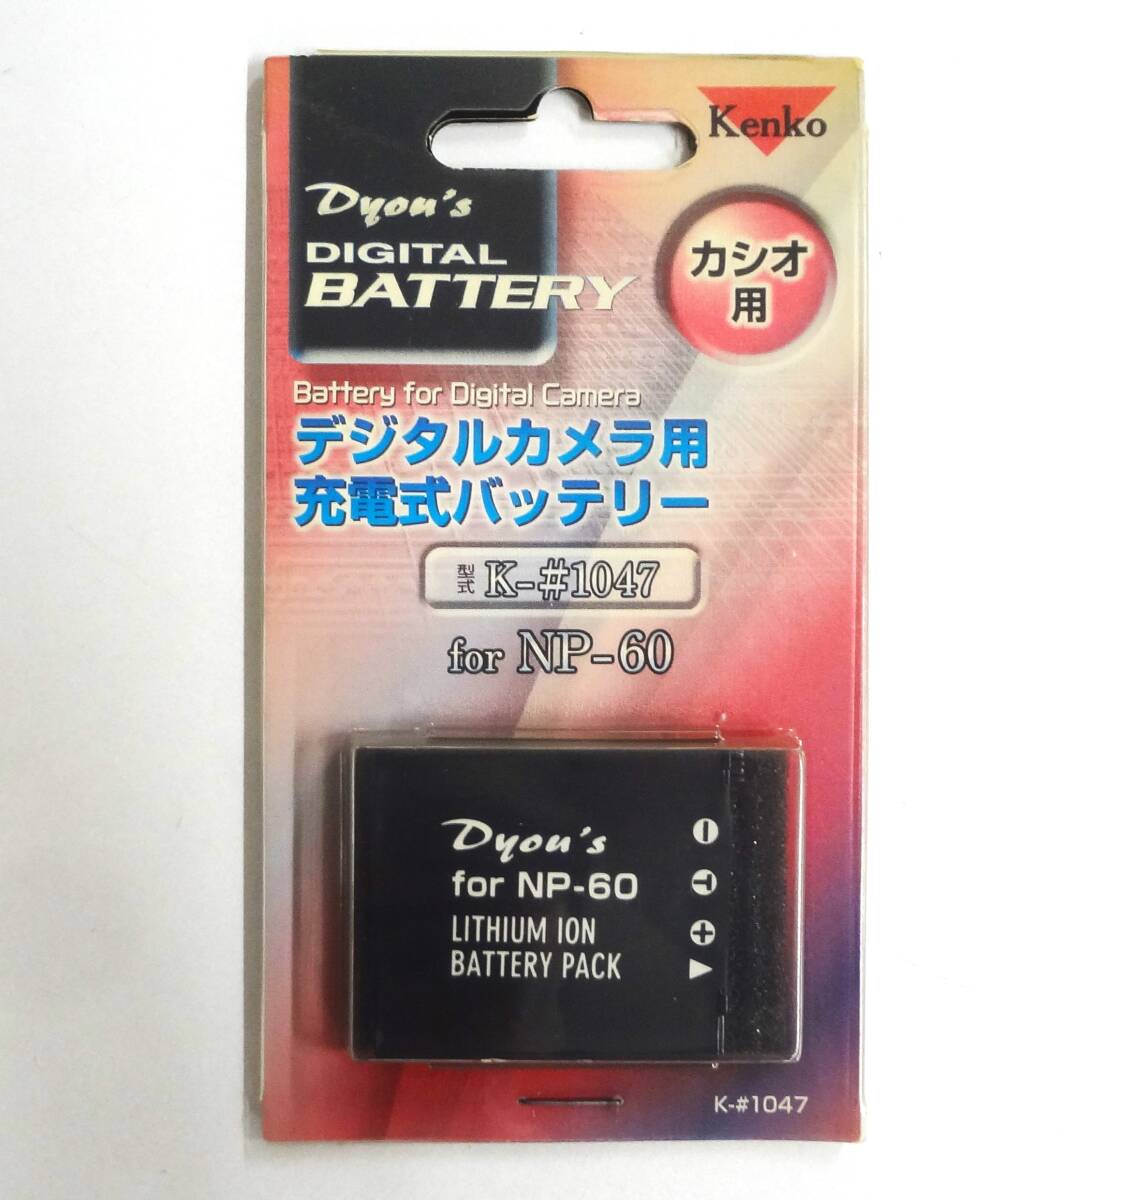 Kenko
Dyou's
DIGITAL
BATTERY
カシオ
用
Battery for Digital Camera
デジタルカメラ用
充電式バッテリー
型式 K-#1047
for NP-60
Dyou's
for NP-60
LITHIUM ION
BATTERY PACK
T
K-#1047